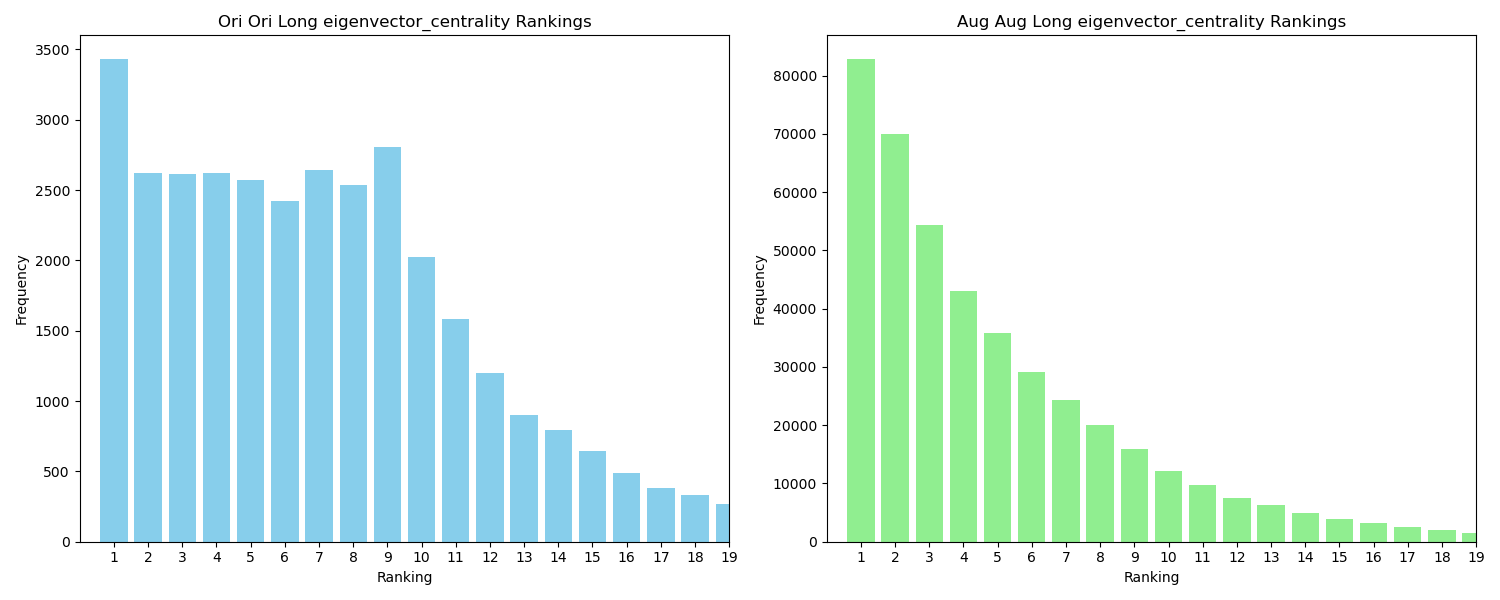 Ori Ori Long eigenvector_centrality Rankings
3500
3000
2500
2000
1500
1000
500
0
Frequency
1 2 3 4 5 6 7 8 9 10 11 12 13 14 15 16 17 18 19
Ranking
Aug Aug Long eigenvector_centrality Rankings
80000
70000
60000
50000
40000
30000
20000
10000
0
Frequency
1 2 3 4 5 6 7 8 9 10 11 12 13 14 15 16 17 18 19
Ranking